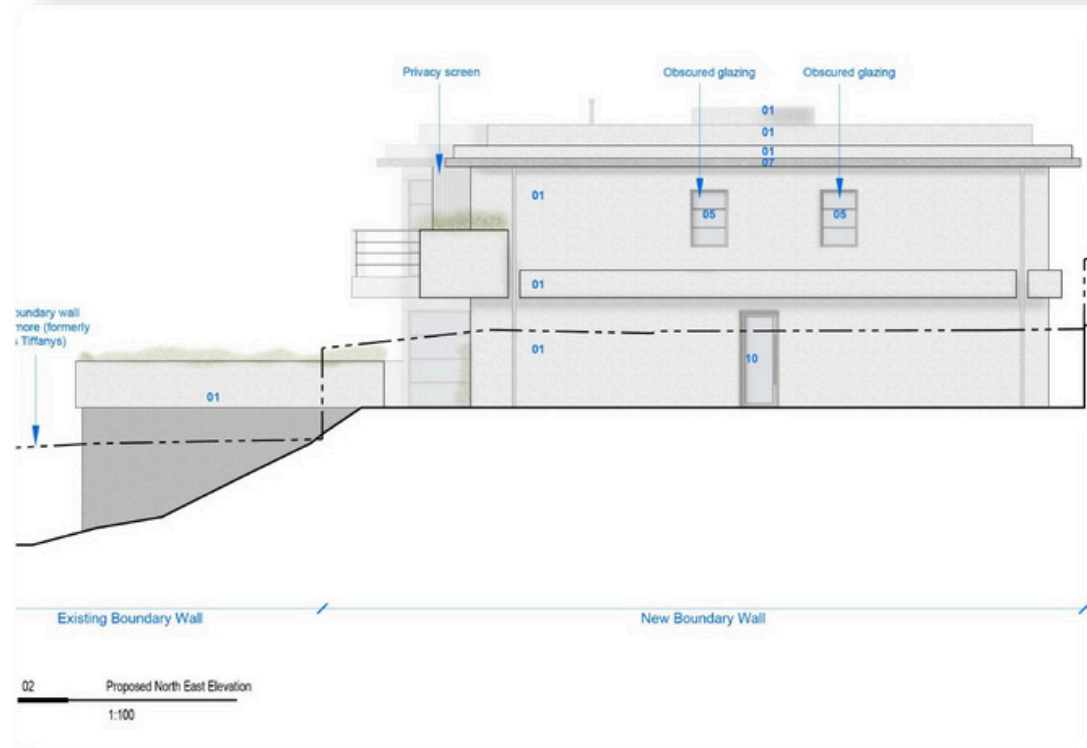 Privacy screen
Obscured glazing
Obscured glazing
01
01
01
07
01
05
05
01
oundary wall
more (formerly
s Tiffanys)
01
10
01
Existing Boundary Wall
New Boundary Wall
02
Proposed North East Elevation
1:100